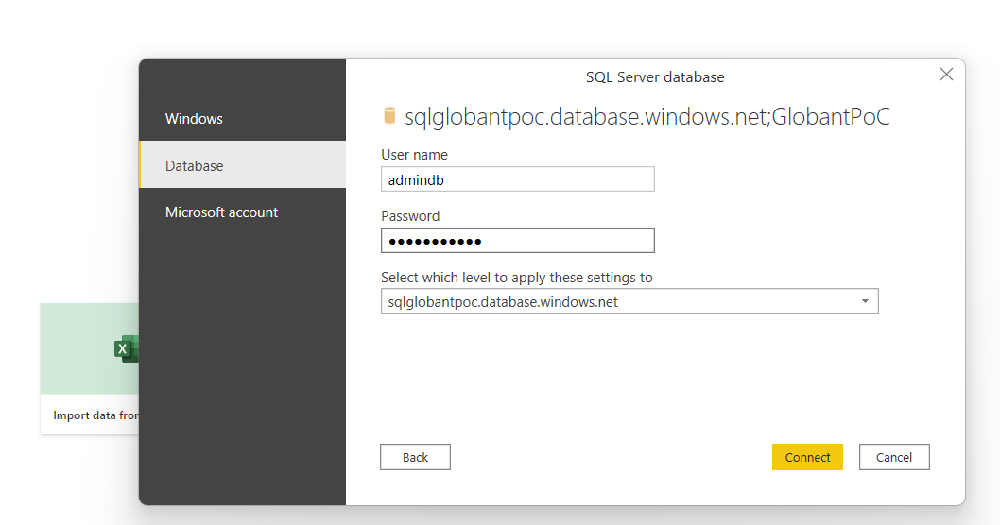 SQL Server database
Windows
Database
Microsoft account
sqlglobantpoc.database.windows.net;GlobantPoC
User name
admindb
Password
●●●●●●●●●●●
Select which level to apply these settings to
sqlglobantpoc.database.windows.net
Back
Connect
Cancel
X
Import data from